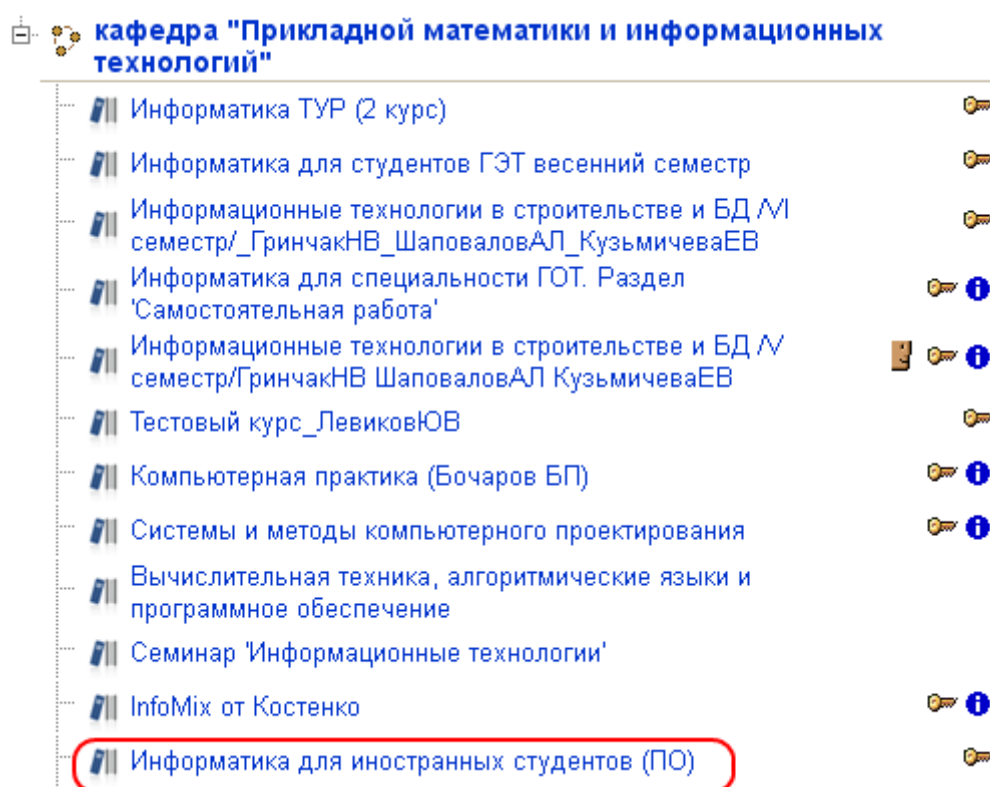 кафедра "Прикладной математики и информационных
технологий"
Информатика ТУР (2 курс)
Информатика для студентов ГЭТ весенний семестр
Информационные технологии в строительстве и БД /VI
семестр/_ГринчакНВ_ШаповаловАЛ_КузьмичеваЕВ
Информатика для специальности ГОТ. Раздел
'Самостоятельная работа'
Информационные технологии в строительстве и БД /V
семестр/ГринчакНВ ШаповаловАЛ КузьмичеваЕВ
Тестовый курс_ЛевиковЮВ
Компьютерная практика (Бочаров БП)
Системы и методы компьютерного проектирования
Вычислительная техника, алгоритмические языки и
программное обеспечение
Семинар 'Информационные технологии'
InfoMix от Костенко
Информатика для иностранных студентов (ПО)